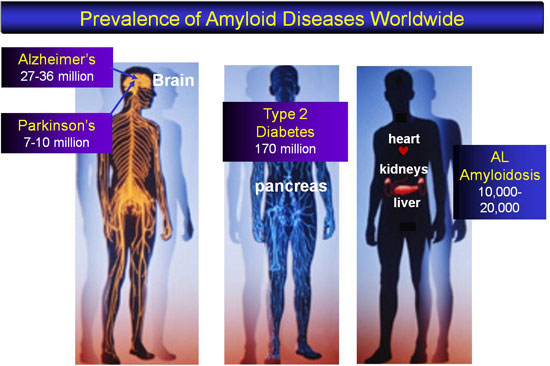 Prevalence of Amyloid Diseases Worldwide
Alzheimer's
27-36 million
Brain
Parkinson's
7-10 million
Type 2
Diabetes
170 million
pancreas
heart
kidneys
liver
AL
Amyloidosis
10,000-
20,000